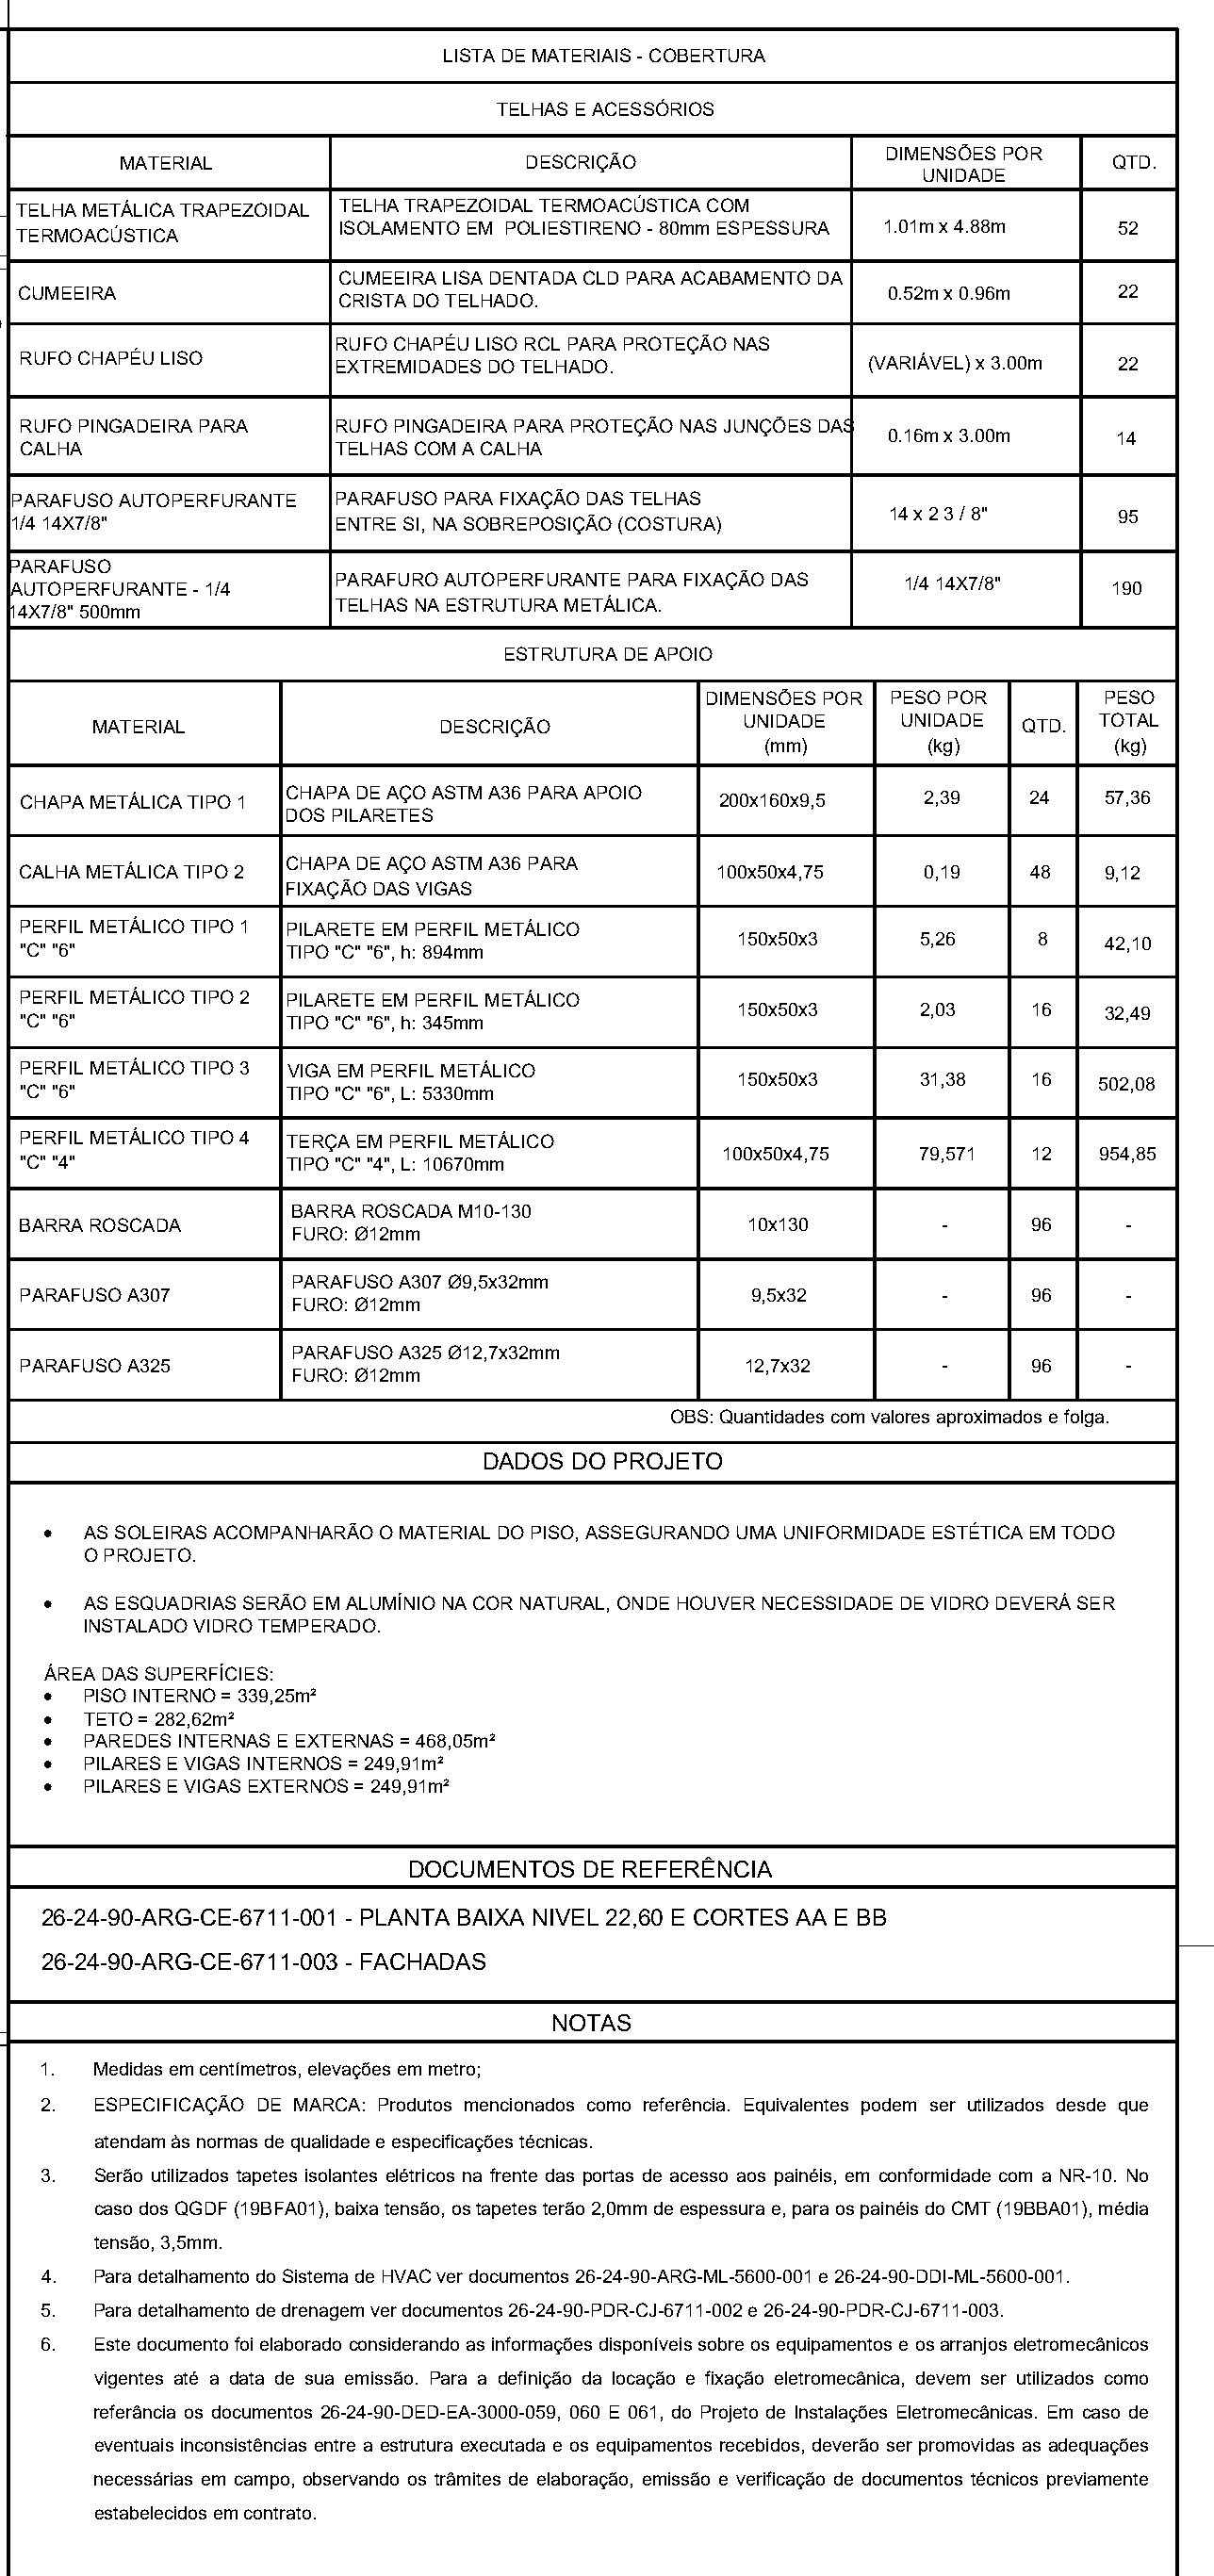 LISTA DE MATERIAIS - COBERTURA
TELHAS E ACESSÓRIOS
MATERIAL
DESCRIÇÃO
DIMENSÕES POR
UNIDADE
QTD.
TELHA METÁLICA TRAPEZOIDAL
TERMOACÚSTICA
TELHA TRAPEZOIDAL TERMOACÚSTICA COM
ISOLAMENTO EM POLIESTIRENO - 80mm ESPESSURA
1.01m x 4.88m
52
CUMEEIRA
CUMEEIRA LISA DENTADA CLD PARA ACABAMENTO DA
CRISTA DO TELHADO.
0.52m x 0.96m
22
RUFO CHAPÉU LISO
RUFO CHAPÉU LISO RCL PARA PROTEÇÃO NAS
EXTREMIDADES DO TELHADO.
(VARIÁVEL) x 3.00m
22
RUFO PINGADEIRA PARA
CALHA
RUFO PINGADEIRA PARA PROTEÇÃO NAS JUNÇÕES DAS
TELHAS COM A CALHA
0.16m x 3.00m
14
PARAFUSO AUTOPERFURANTE
1/4 14X7/8"
PARAFUSO PARA FIXAÇÃO DAS TELHAS
ENTRE SI, NA SOBREPOSIÇÃO (COSTURA)
14 x 2 3 / 8"
95
PARAFUSO
AUTOPERFURANTE - 1/4
14X7/8" 500mm
PARAFURO AUTOPERFURANTE PARA FIXAÇÃO DAS
TELHAS NA ESTRUTURA METÁLICA.
1/4 14X7/8"
190
ESTRUTURA DE APOIO
MATERIAL
DESCRIÇÃO
DIMENSÕES POR
UNIDADE
(mm)
PESO POR
UNIDADE
(kg)
QTD.
PESO
TOTAL
(kg)
CHAPA METÁLICA TIPO 1
CHAPA DE AÇO ASTM A36 PARA APOIO
DOS PILARETES
200x160x9,5
2,39
24
57,36
CALHA METÁLICA TIPO 2
CHAPA DE AÇO ASTM A36 PARA
FIXAÇÃO DAS VIGAS
100x50x4,75
0,19
48
9,12
PERFIL METÁLICO TIPO 1
"C" "6"
PILARETE EM PERFIL METÁLICO
TIPO "C" "6", h: 894mm
150x50x3
5,26
8
42,10
PERFIL METÁLICO TIPO 2
"C" "6"
PILARETE EM PERFIL METÁLICO
TIPO "C" "6", h: 345mm
150x50x3
2,03
16
32,49
PERFIL METÁLICO TIPO 3
"C" "6"
VIGA EM PERFIL METÁLICO
TIPO "C" "6", L: 5330mm
150x50x3
31,38
16
502,08
PERFIL METÁLICO TIPO 4
"C" "4"
TERÇA EM PERFIL METÁLICO
TIPO "C" "4", L: 10670mm
100x50x4,75
79,571
12
954,85
BARRA ROSCADA
BARRA ROSCADA M10-130
FURO: Ø12mm
10x130
-
96
-
PARAFUSO A307
PARAFUSO A307 Ø9,5x32mm
FURO: Ø12mm
9,5x32
-
96
-
PARAFUSO A325
PARAFUSO A325 Ø12,7x32mm
FURO: Ø12mm
12,7x32
-
96
-
OBS: Quantidades com valores aproximados e folga.
DADOS DO PROJETO
• AS SOLEIRAS ACOMPANHARÃO O MATERIAL DO PISO, ASSEGURANDO UMA UNIFORMIDADE ESTÉTICA EM TODO
O PROJETO.
• AS ESQUADRIAS SERÃO EM ALUMÍNIO NA COR NATURAL, ONDE HOUVER NECESSIDADE DE VIDRO DEVERÁ SER
INSTALADO VIDRO TEMPERADO.
ÁREA DAS SUPERFÍCIES:
• PISO INTERNO = 339,25m²
• TETO = 282,62m²
• PAREDES INTERNAS E EXTERNAS = 468,05m²
• PILARES E VIGAS INTERNOS = 249,91m²
• PILARES E VIGAS EXTERNOS = 249,91m²
DOCUMENTOS DE REFERÊNCIA
26-24-90-ARG-CE-6711-001 - PLANTA BAIXA NIVEL 22,60 E CORTES AA E BB
26-24-90-ARG-CE-6711-003 - FACHADAS
NOTAS
1. Medidas em centímetros, elevações em metro;
2. ESPECIFICAÇÃO DE MARCA: Produtos mencionados como referência. Equivalentes podem ser utilizados desde que
atendam às normas de qualidade e especificações técnicas.
3. Serão utilizados tapetes isolantes elétricos na frente das portas de acesso aos painéis, em conformidade com a NR-10. No
caso dos QGDF (19BFA01), baixa tensão, os tapetes terão 2,0mm de espessura e, para os painéis do CMT (19BBA01), média
tensão, 3,5mm.
4. Para detalhamento do Sistema de HVAC ver documentos 26-24-90-ARG-ML-5600-001 e 26-24-90-DDI-ML-5600-001.
5. Para detalhamento de drenagem ver documentos 26-24-90-PDR-CJ-6711-002 e 26-24-90-PDR-CJ-6711-003.
6. Este documento foi elaborado considerando as informações disponíveis sobre os equipamentos e os arranjos eletromecânicos
vigentes até a data de sua emissão. Para a definição da locação e fixação eletromecânica, devem ser utilizados como
referância os documentos 26-24-90-DED-EA-3000-059, 060 E 061, do Projeto de Instalações Eletromecânicas. Em caso de
eventuais inconsistências entre a estrutura executada e os equipamentos recebidos, deverão ser promovidas as adequações
necessárias em campo, observando os trâmites de elaboração, emissão e verificação de documentos técnicos previamente
estabelecidos em contrato.